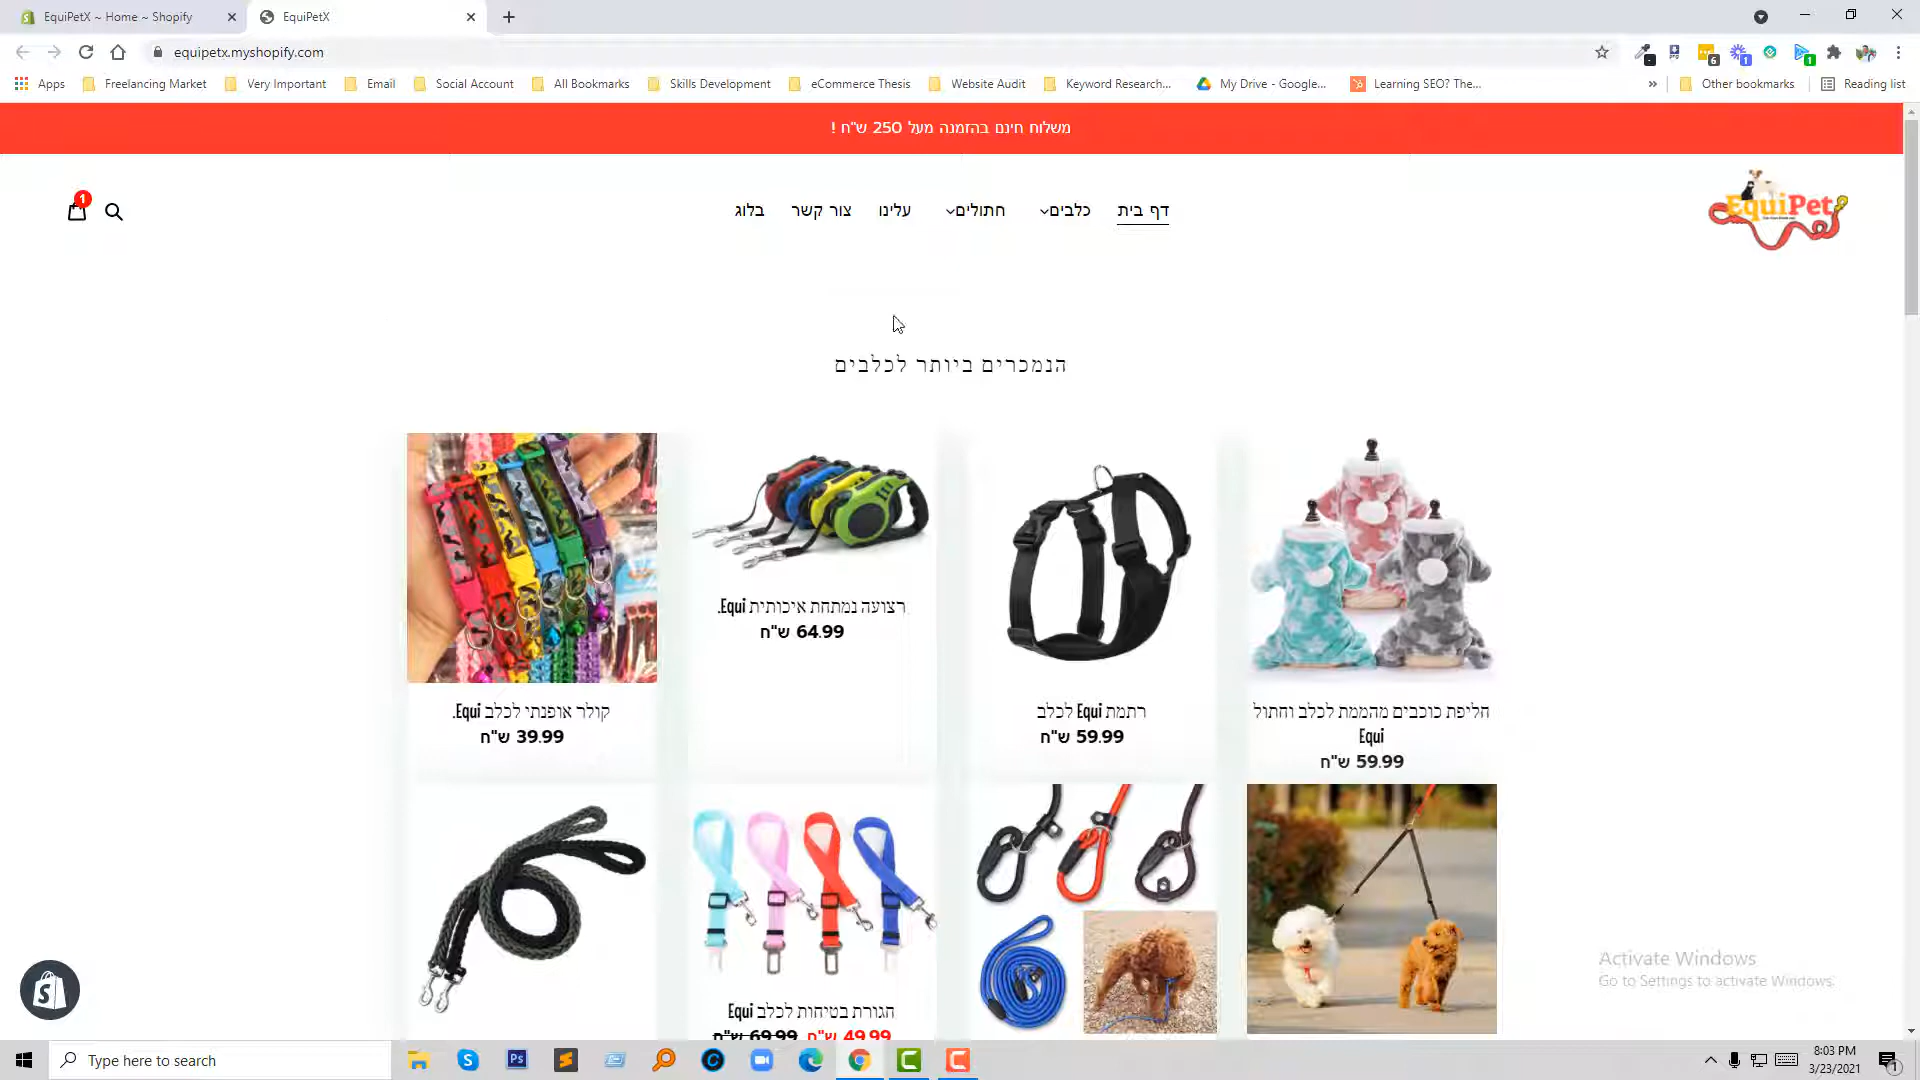 EquiPetX ~ Home ~ Shopify
EquiPetX
equipetx.myshopify.com
Apps
Freelancing Market
Very Important
Email
Social Account
All Bookmarks
Skills Development
eCommerce Thesis
Website Audit
Keyword Research...
My Drive - Google...
Learning SEO? The...
»
Other bookmarks
Reading list
משלוח חינם בהזמנה מעל 250 ש"ח !
1
דף בית
כלבים
חתולים
עלינו
צור קשר
בלוג
EquiPet
הנמכרים ביותר לכלבים
קולר אופנתי לכלב Equi.
39.99 ש"ח
רצועה נמתחת איכותית Equi.
64.99 ש"ח
רתמת Equi לכלב
59.99 ש"ח
חליפת כוכבים מהממת לכלב וחתול
Equi
59.99 ש"ח
חגורת בטיחות לכלב Equi
69.99 ש"ח 49.99 ש"ח
Activate Windows
Go to Settings to activate Windows.
Type here to search
8:03 PM
3/23/2021